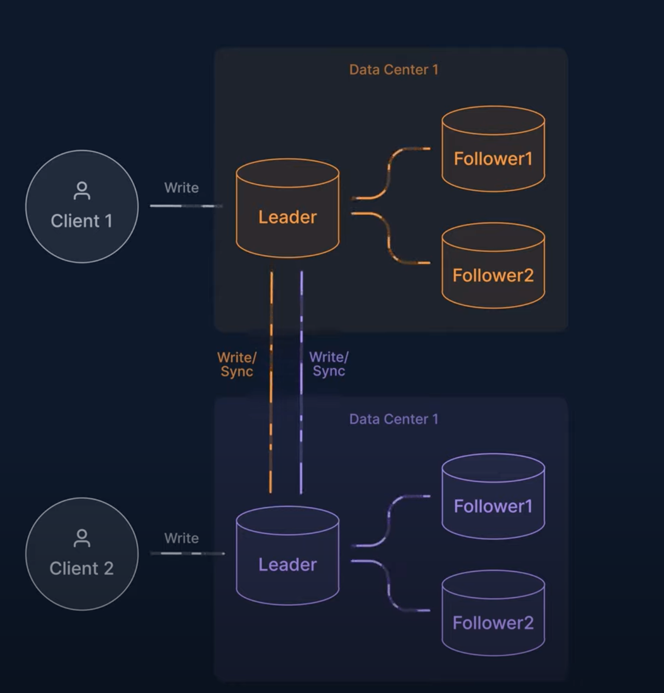 Data Center 1
Follower1
Write
Client 1
Leader
Follower2
Write/
Sync
Write/
Sync
Data Center 1
Follower1
Write
Client 2
Leader
Follower2